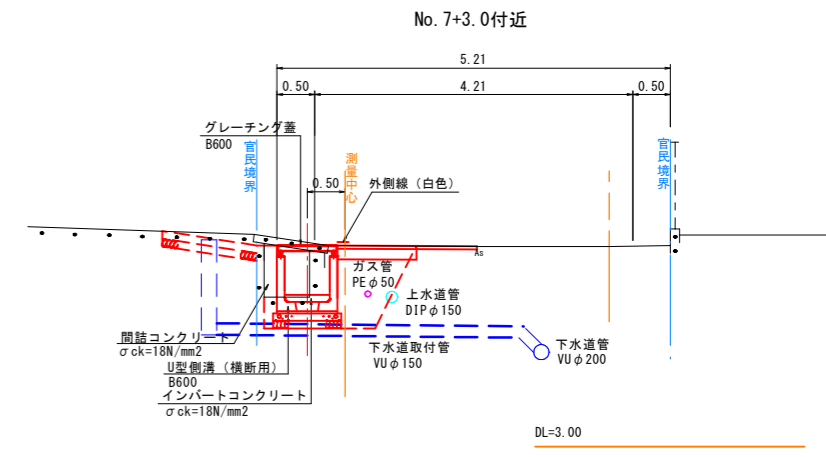 No.7+3.0付近
5.21
0.50
4.21
0.50
グレーチング蓋
B600
官民境界
測量中心
官民境界
0.50
外側線（白色）
As
ガス管
PEφ50
上水道管
DIPφ150
間詰コンクリート
σck=18N/mm2
下水道取付管
VUφ150
下水道管
VUφ200
U型側溝（横断用）
B600
インバートコンクリート
σck=18N/mm2
DL=3.00